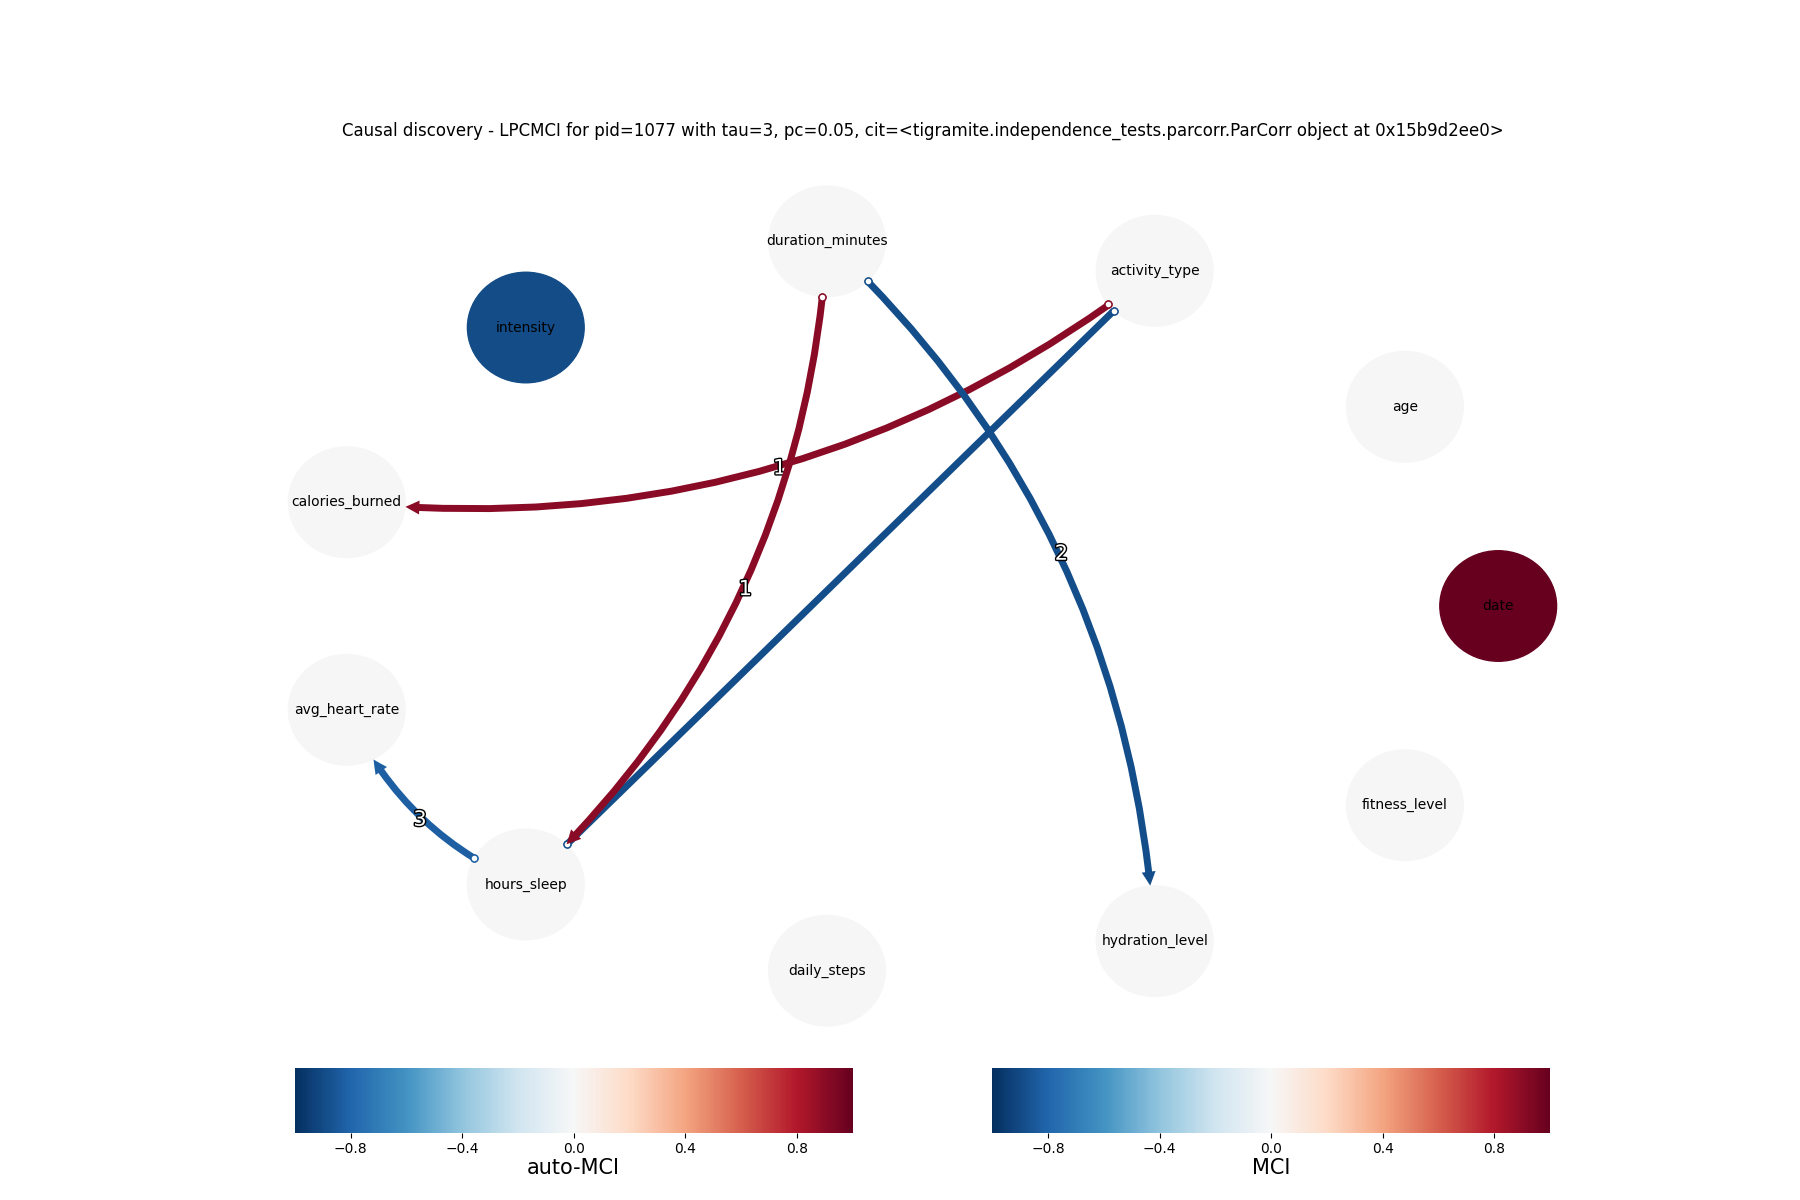 Causal discovery - LPCMCI for pid=1077 with tau=3, pc=0.05, cit=<tigramite.independence_tests.parcorr.ParCorr object at 0x15b9d2ee0>
duration_minutes
activity_type
intensity
age
1
calories_burned
2
1
date
avg_heart_rate
fitness_level
3
hours_sleep
hydration_level
daily_steps
−0.8 −0.4 0.0 0.4 0.8
auto-MCI
−0.8 −0.4 0.0 0.4 0.8
MCI